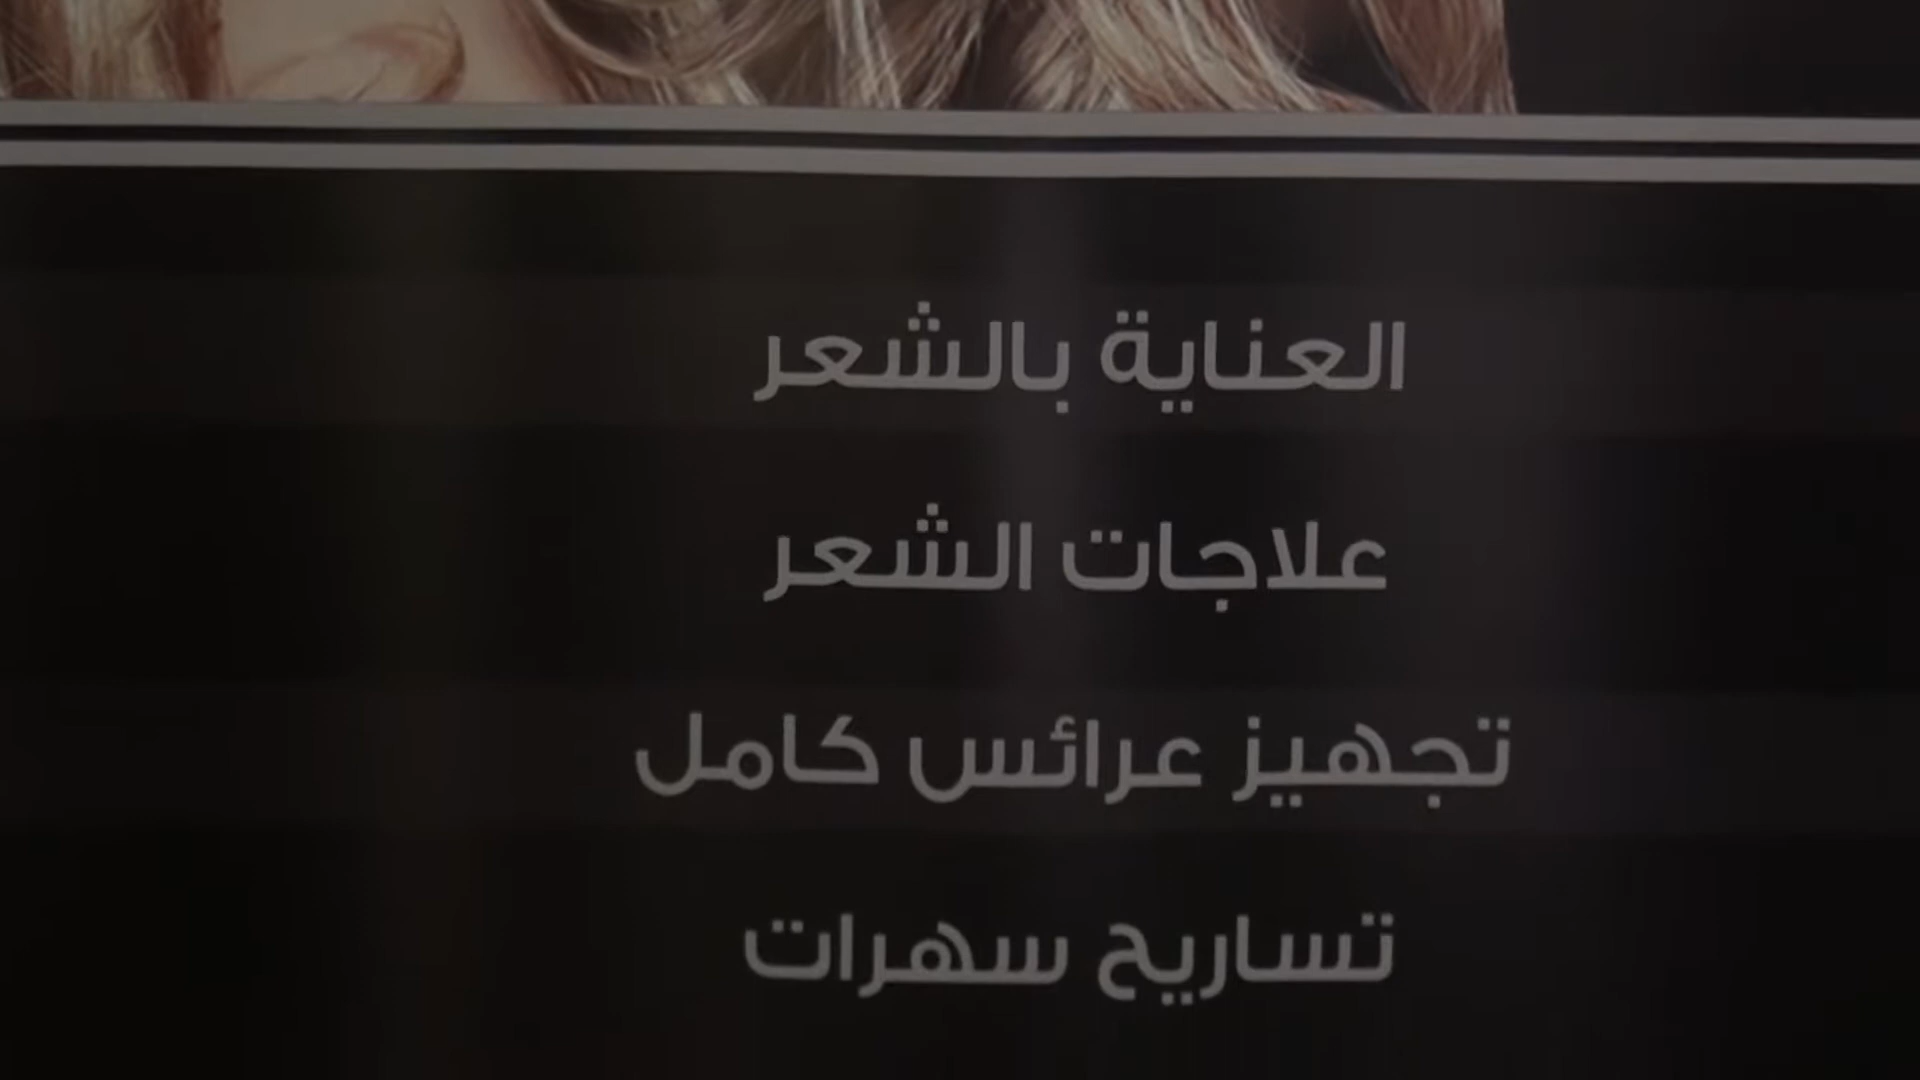 العناية بالشعر
علاجات الشعر
تجهيز عرائس كامل
تساريح سهرات